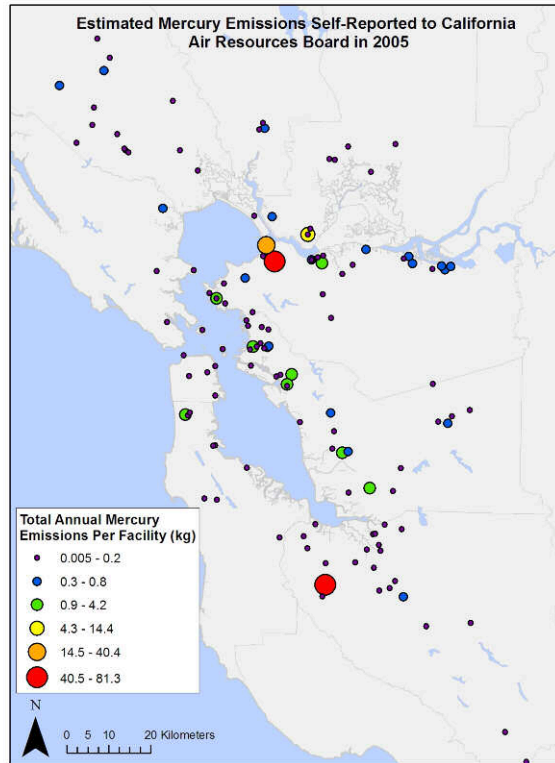 Estimated Mercury Emissions Self-Reported to California
Air Resources Board in 2005
Total Annual Mercury
Emissions Per Facility (kg)
0.005 - 0.2
0.3 - 0.8
0.9 - 4.2
4.3 - 14.4
14.5 - 40.4
40.5 - 81.3
N
0 5 10 20 Kilometers